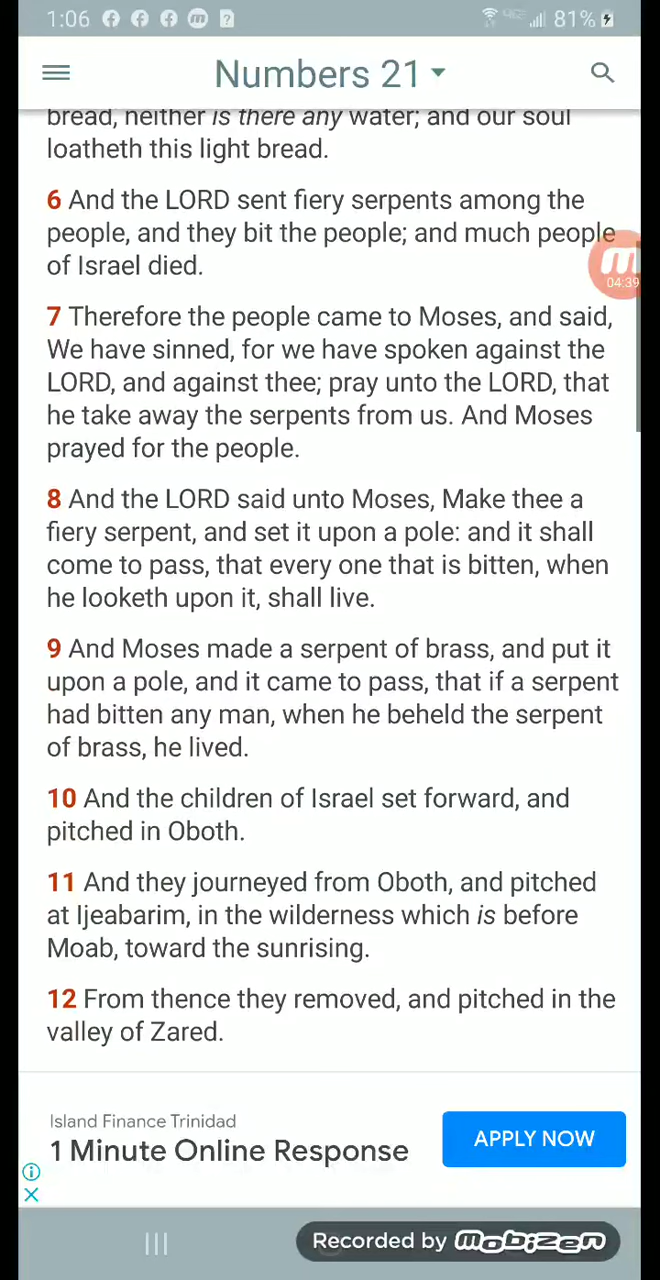 1:06
81%
Numbers 21
bread, neither is there any water; and our soul
loatheth this light bread.
6 And the LORD sent fiery serpents among the
people, and they bit the people; and much people
of Israel died.
04:39
7 Therefore the people came to Moses, and said,
We have sinned, for we have spoken against the
LORD, and against thee; pray unto the LORD, that
he take away the serpents from us. And Moses
prayed for the people.
8 And the LORD said unto Moses, Make thee a
fiery serpent, and set it upon a pole: and it shall
come to pass, that every one that is bitten, when
he looketh upon it, shall live.
9 And Moses made a serpent of brass, and put it
upon a pole, and it came to pass, that if a serpent
had bitten any man, when he beheld the serpent
of brass, he lived.
10 And the children of Israel set forward, and
pitched in Oboth.
11 And they journeyed from Oboth, and pitched
at Ijeabarim, in the wilderness which is before
Moab, toward the sunrising.
12 From thence they removed, and pitched in the
valley of Zared.
Island Finance Trinidad
1 Minute Online Response
APPLY NOW
Recorded by mobizen